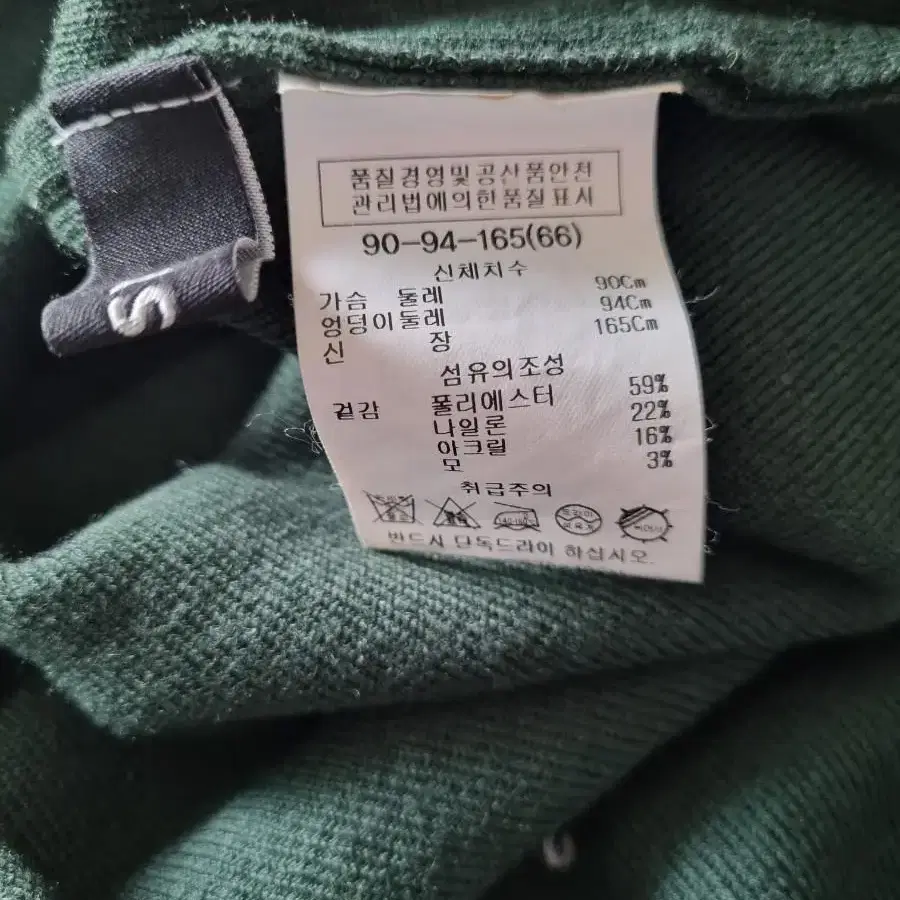 품질경영및공산품안전
관리법에의한품질표시
90-94-165(66)
신체치수
가슴 둘레 90Cm
엉덩이둘레 94Cm
신 장 165Cm
섬유의조성
겉감 폴리에스터 59%
나일론 22%
아크릴 16%
모 3%
취급주의
반드시 단독드라이 하십시오.
S